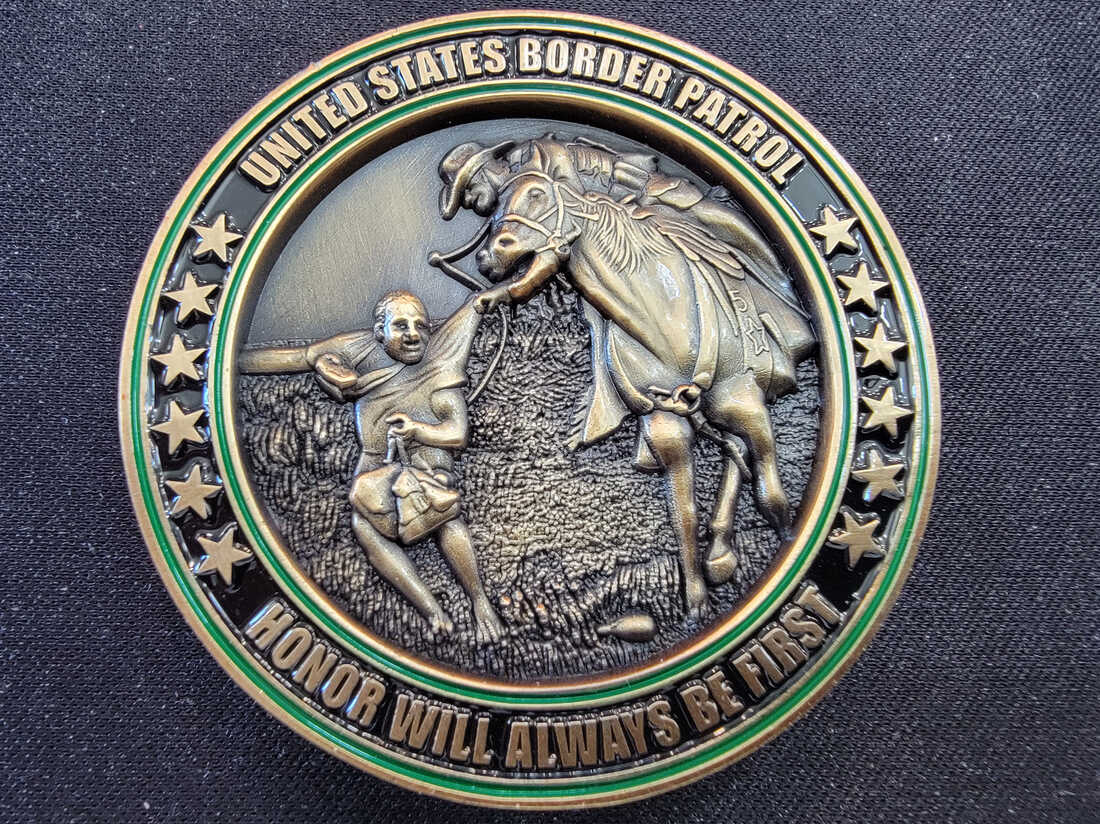 UNITED STATES BORDER PATROL
HONOR WILL ALWAYS BE FIRST